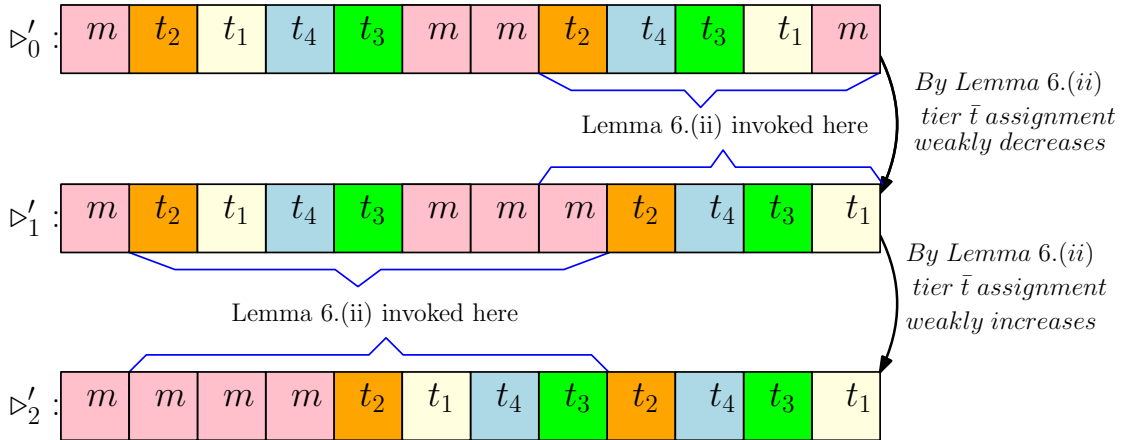 ▷′₀ : m t₂ t₁ t₄ t₃ m m t₂ t₄ t₃ t₁ m
By Lemma 6.(ii)
tier t̄ assignment
weakly decreases
Lemma 6.(ii) invoked here
▷′₁ : m t₂ t₁ t₄ t₃ m m m t₂ t₄ t₃ t₁
By Lemma 6.(ii)
tier t̄ assignment
weakly increases
Lemma 6.(ii) invoked here
▷′₂ : m m m m t₂ t₁ t₄ t₃ t₂ t₄ t₃ t₁